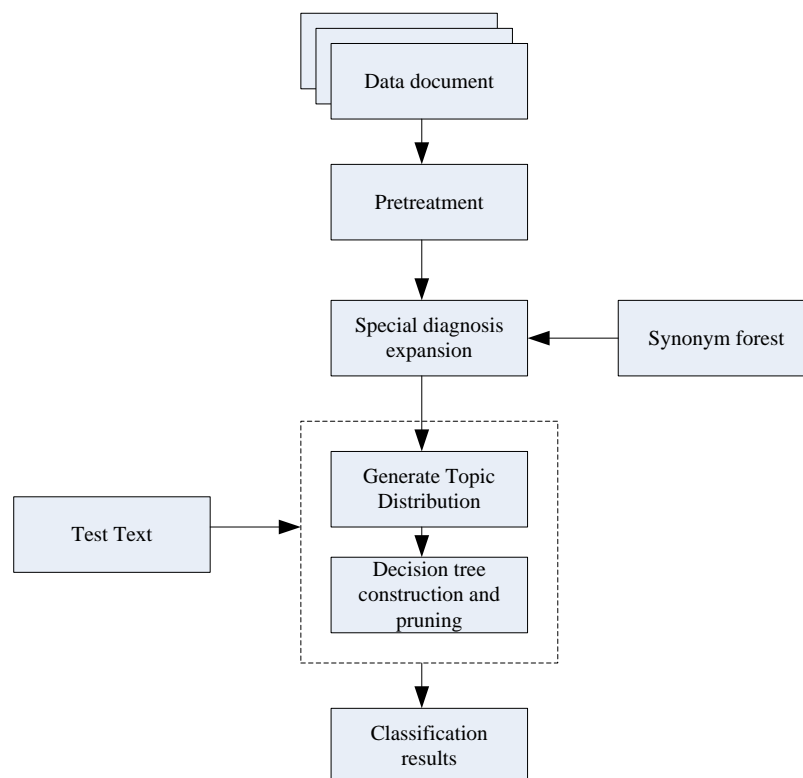 Data document
Pretreatment
Special diagnosis
expansion
Synonym forest
Generate Topic
Distribution
Test Text
Decision tree
construction and
pruning
Classification
results